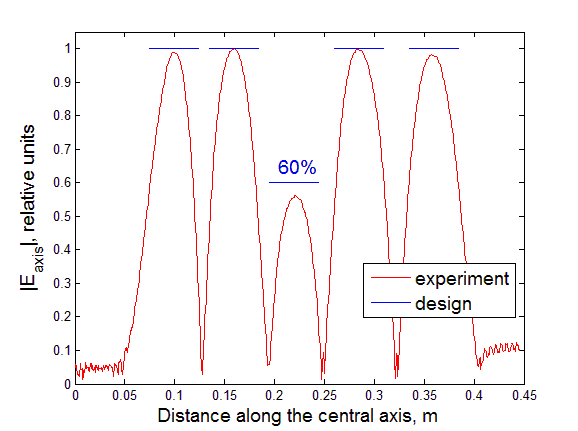 1
0.9
0.8
0.7
0.6
0.5
0.4
0.3
0.2
0.1
0
|E_axis|, relative units
60%
experiment
design
0 0.05 0.1 0.15 0.2 0.25 0.3 0.35 0.4 0.45
Distance along the central axis, m